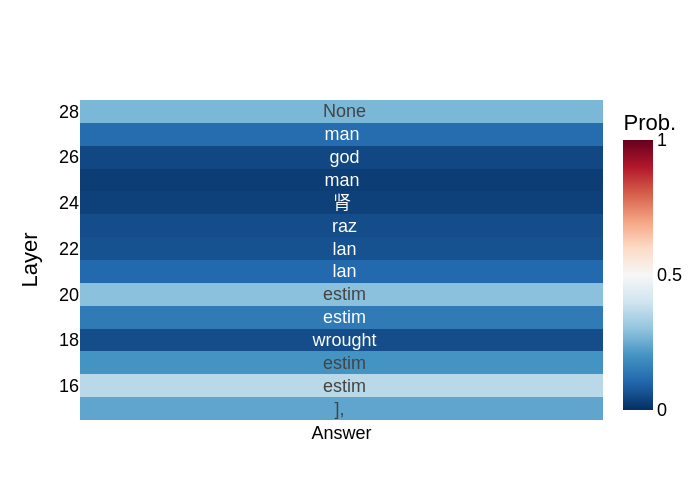 Prob.
28 None 1
man
26 god
man
24 肾
raz
22 lan
lan
20 estim 0.5
estim
18 wrought
estim
16 estim
], 0
Answer
Layer